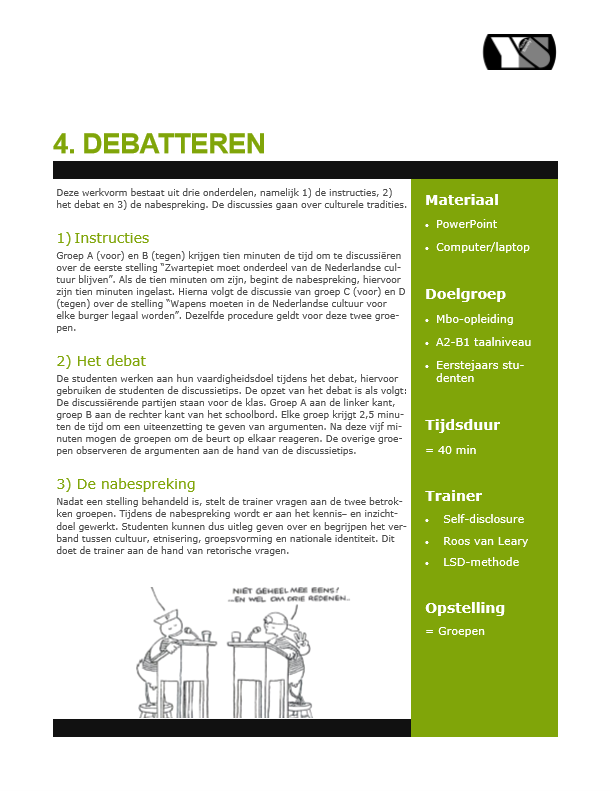 YS
4. DEBATTEREN
Deze werkvorm bestaat uit drie onderdelen, namelijk 1) de instructies, 2)
het debat en 3) de nabespreking. De discussies gaan over culturele tradities.
1) Instructies
Groep A (voor) en B (tegen) krijgen tien minuten de tijd om te discussiëren
over de eerste stelling “Zwartepiet moet onderdeel van de Nederlandse cul-
tuur blijven”. Als de tien minuten om zijn, begint de nabespreking, hiervoor
zijn tien minuten ingelast. Hierna volgt de discussie van groep C (voor) en D
(tegen) over de stelling “Wapens moeten in de Nederlandse cultuur voor
elke burger legaal worden”. Dezelfde procedure geldt voor deze twee groe-
pen.
2) Het debat
De studenten werken aan hun vaardigheidsdoel tijdens het debat, hiervoor
gebruiken de studenten de discussietips. De opzet van het debat is als volgt:
De discussiërende partijen staan voor de klas. Groep A aan de linker kant,
groep B aan de rechter kant van het schoolbord. Elke groep krijgt 2,5 minu-
ten de tijd om een uiteenzetting te geven van argumenten. Na deze vijf mi-
nuten mogen de groepen om de beurt op elkaar reageren. De overige groe-
pen observeren de argumenten aan de hand van de discussietips.
3) De nabespreking
Nadat een stelling behandeld is, stelt de trainer vragen aan de twee betrok-
ken groepen. Tijdens de nabespreking wordt er aan het kennis– en inzicht-
doel gewerkt. Studenten kunnen dus uitleg geven over en begrijpen het ver-
band tussen cultuur, etnisering, groepsvorming en nationale identiteit. Dit
doet de trainer aan de hand van retorische vragen.
NIET GEHEEL MEE EENS!
...EN WEL OM DRIE REDENEN...
Materiaal
• PowerPoint
• Computer/laptop
Doelgroep
• Mbo-opleiding
• A2-B1 taalniveau
• Eerstejaars stu-
denten
Tijdsduur
= 40 min
Trainer
• Self-disclosure
• Roos van Leary
• LSD-methode
Opstelling
= Groepen